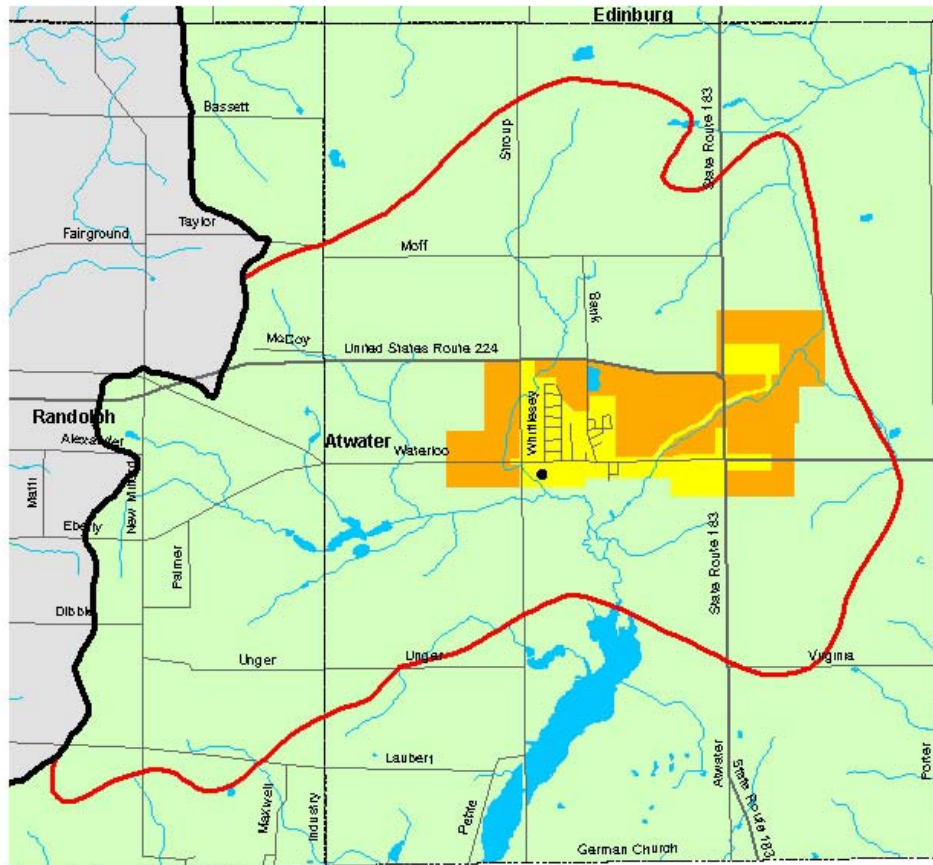 Edinburg
Bassett
Stroup
State Route 183
Taylor
Fairground
Moff
Bank
McCoy
United States Route 224
Randolph
Whittlesey
Atwater
Alexander
Waterloo
Mattl
New Milford
Eberly
Palmer
State Route 183
Dibble
Unger
Unger
Virginia
Laubert
Maxwell
Industry
Petite
Atwater
State Route 183
Porter
German Church